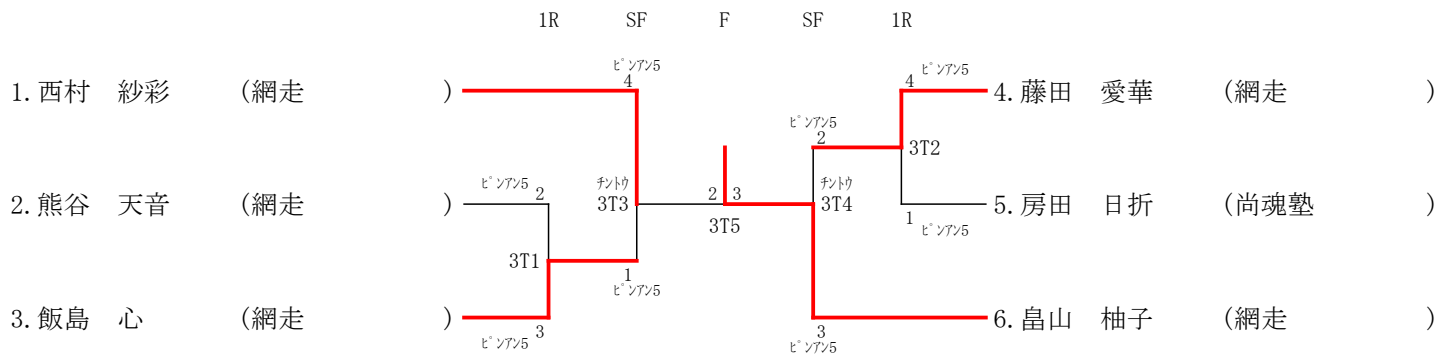 1R SF F SF 1R
ﾋﾟﾝｱﾝ5 ﾋﾟﾝｱﾝ5
4 4
1.西村　紗彩 (網走 ) 4.藤田　愛華 (網走 )
ﾋﾟﾝｱﾝ5
2
3T2
ﾋﾟﾝｱﾝ5 2 ﾁﾝﾄｳ 2 3 ﾁﾝﾄｳ
2.熊谷　天音 (網走 ) 3T3 3T4 5.房田　日折 (尚魂塾 )
3T5 1 ﾋﾟﾝｱﾝ5
3T1
1
ﾋﾟﾝｱﾝ5
3.飯島　心 (網走 ) 6.畠山　柚子 (網走 )
ﾋﾟﾝｱﾝ5 3 3
ﾋﾟﾝｱﾝ5